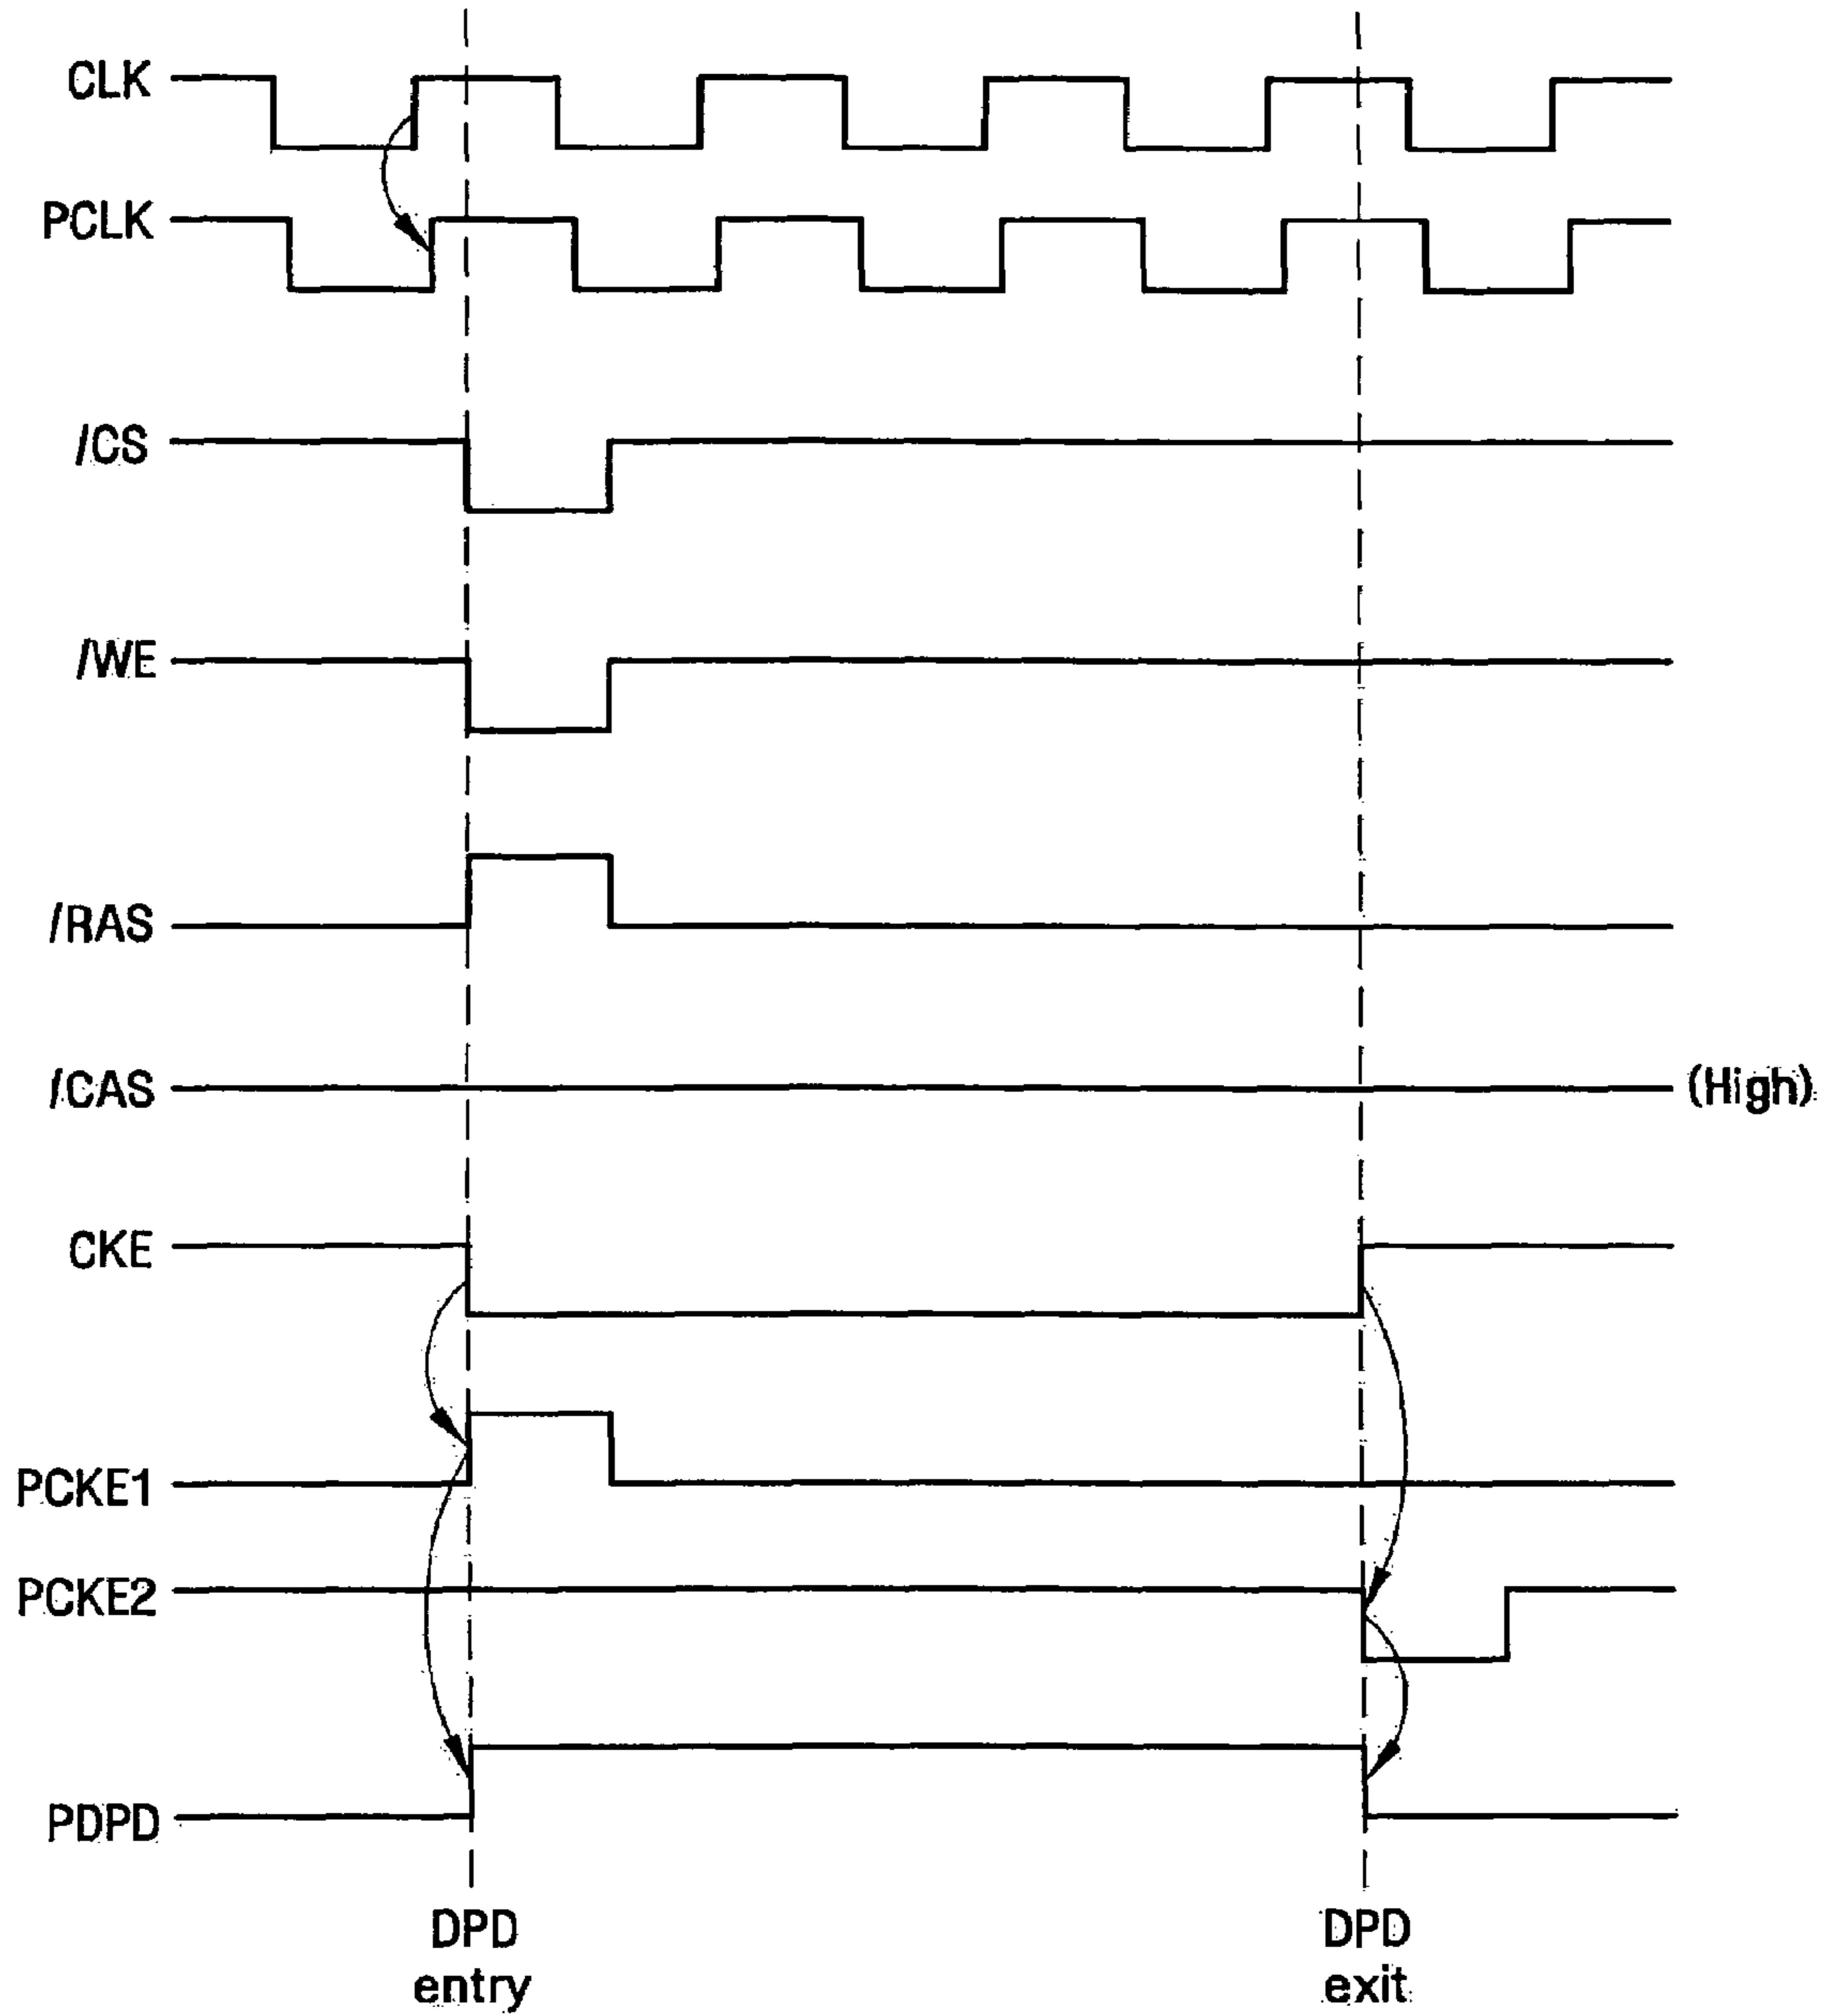 CLK
PCLK
/CS
/WE
/RAS
/CAS (High)
CKE
PCKE1
PCKE2
PDPD
DPD entry
DPD exit